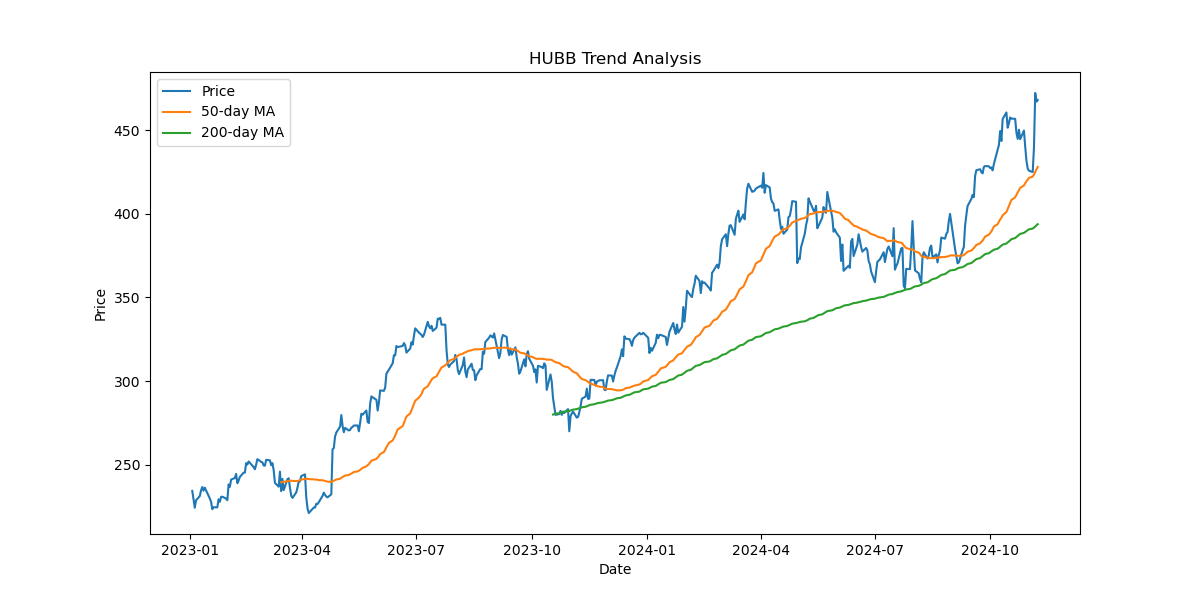 HUBB Trend Analysis
Price
50-day MA
200-day MA
450
400
350
300
250
Price
2023-01
2023-04
2023-07
2023-10
2024-01
2024-04
2024-07
2024-10
Date